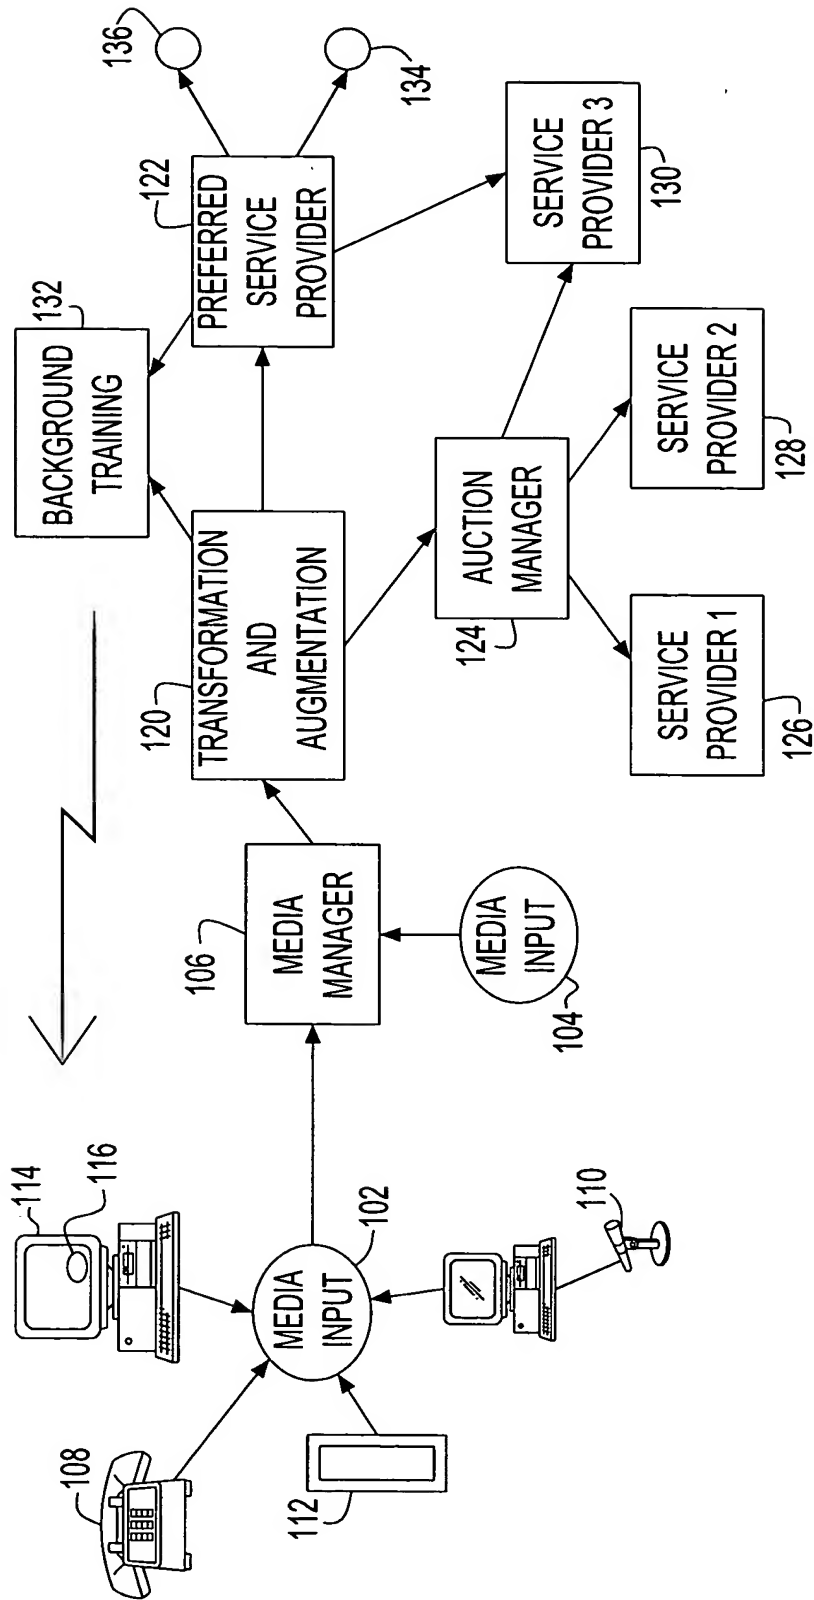 108
114
116
112
MEDIA
INPUT
102
110
106
MEDIA
MANAGER
MEDIA
INPUT
104
120
TRANSFORMATION
AND
AUGMENTATION
132
BACKGROUND
TRAINING
122
PREFERRED
SERVICE
PROVIDER
136
134
124
AUCTION
MANAGER
SERVICE
PROVIDER 1
126
SERVICE
PROVIDER 2
128
SERVICE
PROVIDER 3
130